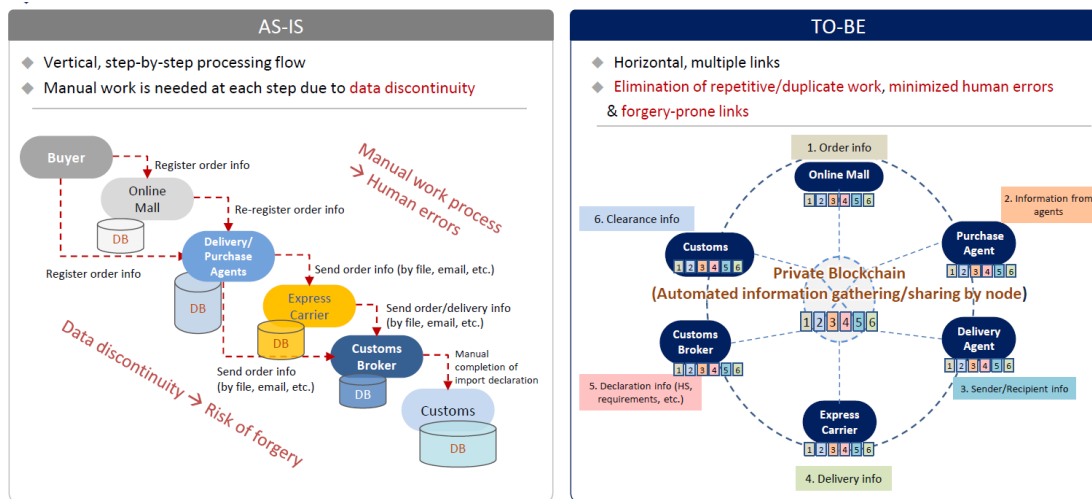 AS-IS
Vertical, step-by-step processing flow
Manual work is needed at each step due to data discontinuity
Buyer
Register order info
Online
Mall
DB
Re-register order info
Register order info
Delivery/
Purchase
Agents
DB
Send order info (by file, email, etc.)
Express
Carrier
DB
Send order/delivery info
(by file, email, etc.)
Send order info
(by file, email, etc.)
Customs
Broker
DB
Manual
completion of
import declaration
Customs
DB
Manual work process
→ Human errors
Data discontinuity → Risk of forgery
TO-BE
Horizontal, multiple links
Elimination of repetitive/duplicate work, minimized human errors
& forgery-prone links
1. Order info
Online Mall
1 2 3 4 5 6
2. Information from
agents
Purchase
Agent
1 2 3 4 5 6
6. Clearance info
Customs
1 2 3 4 5 6
Private Blockchain
(Automated information gathering/sharing by node)
1 2 3 4 5 6
Customs
Broker
1 2 3 4 5 6
5. Declaration info (HS,
requirements, etc.)
Delivery
Agent
1 2 3 4 5 6
3. Sender/Recipient info
Express
Carrier
1 2 3 4 5 6
4. Delivery info